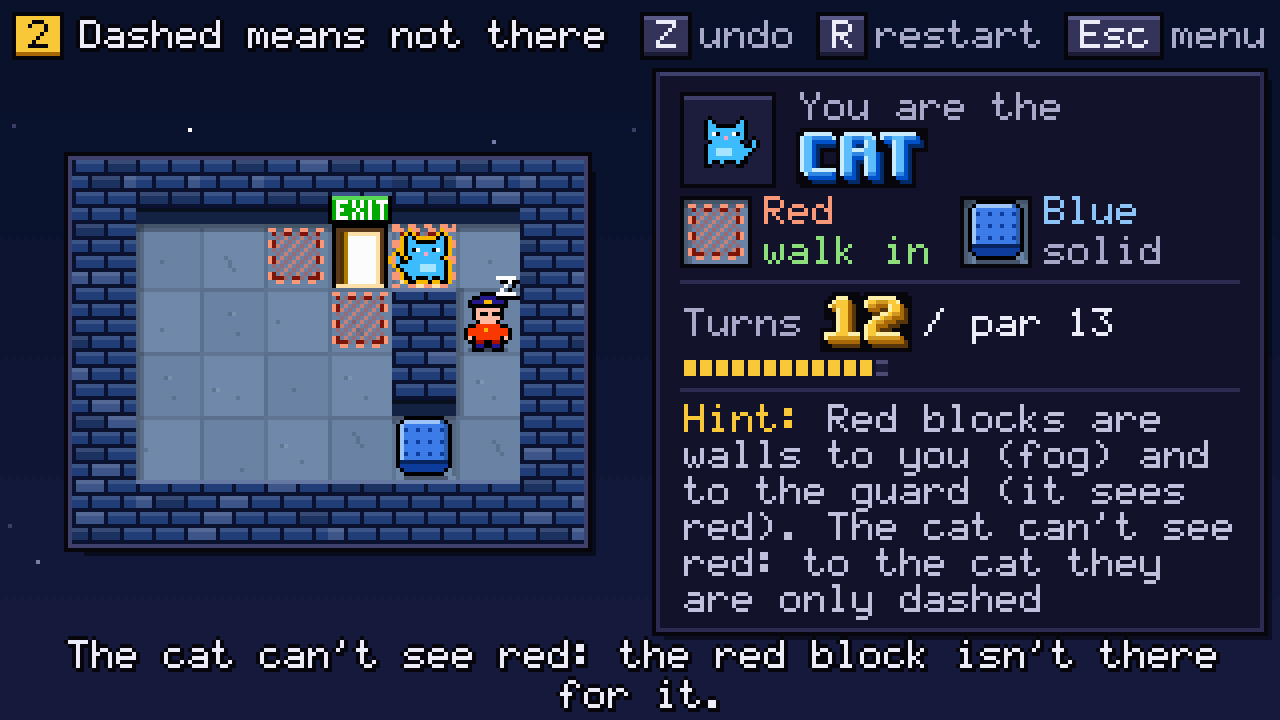 2 Dashed means not there Z undo R restart Esc menu
You are the
CAT
Red
walk in
Blue
solid
EXIT
Z
Turns 12 / par 13
Hint: Red blocks are
walls to you (fog) and
to the guard (it sees
red). The cat can't see
red: to the cat they
are only dashed
The cat can't see red: the red block isn't there
for it.